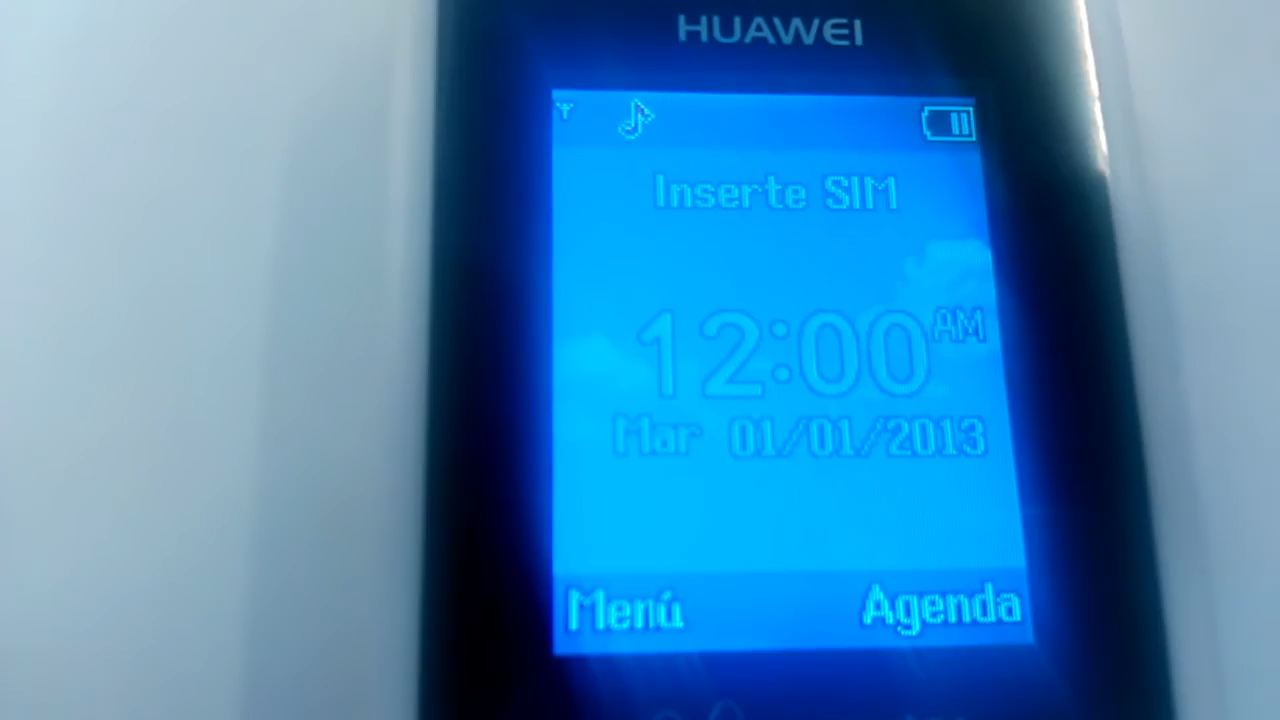 HUAWEI
Inserte SIM
12:00 AM
Mar 01/01/2013
Menú Agenda